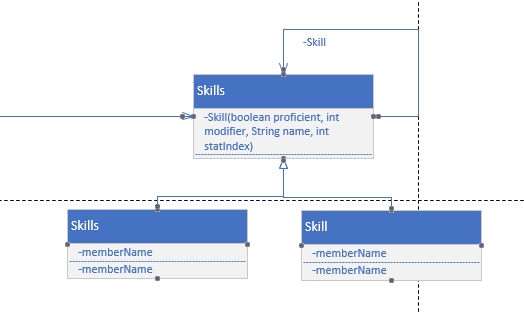 -Skill
Skills
-Skill(boolean proficient, int
modifier, String name, int
statIndex)
Skills
-memberName
-memberName
Skill
-memberName
-memberName